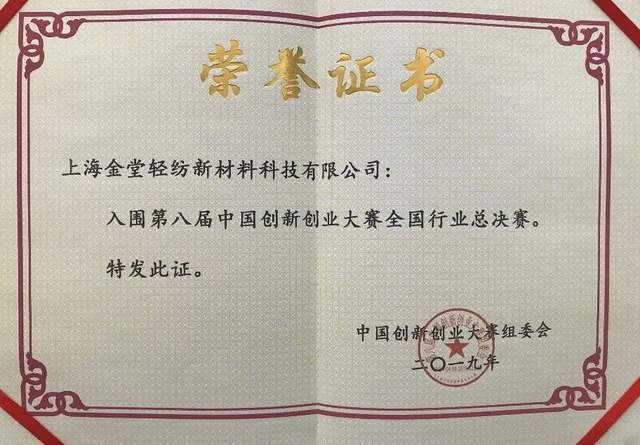 荣誉证书
上海金堂轻纺新材料科技有限公司：
入围第八届中国创新创业大赛全国行业总决赛。
特发此证。
中国创新创业大赛组委会
二〇一九年